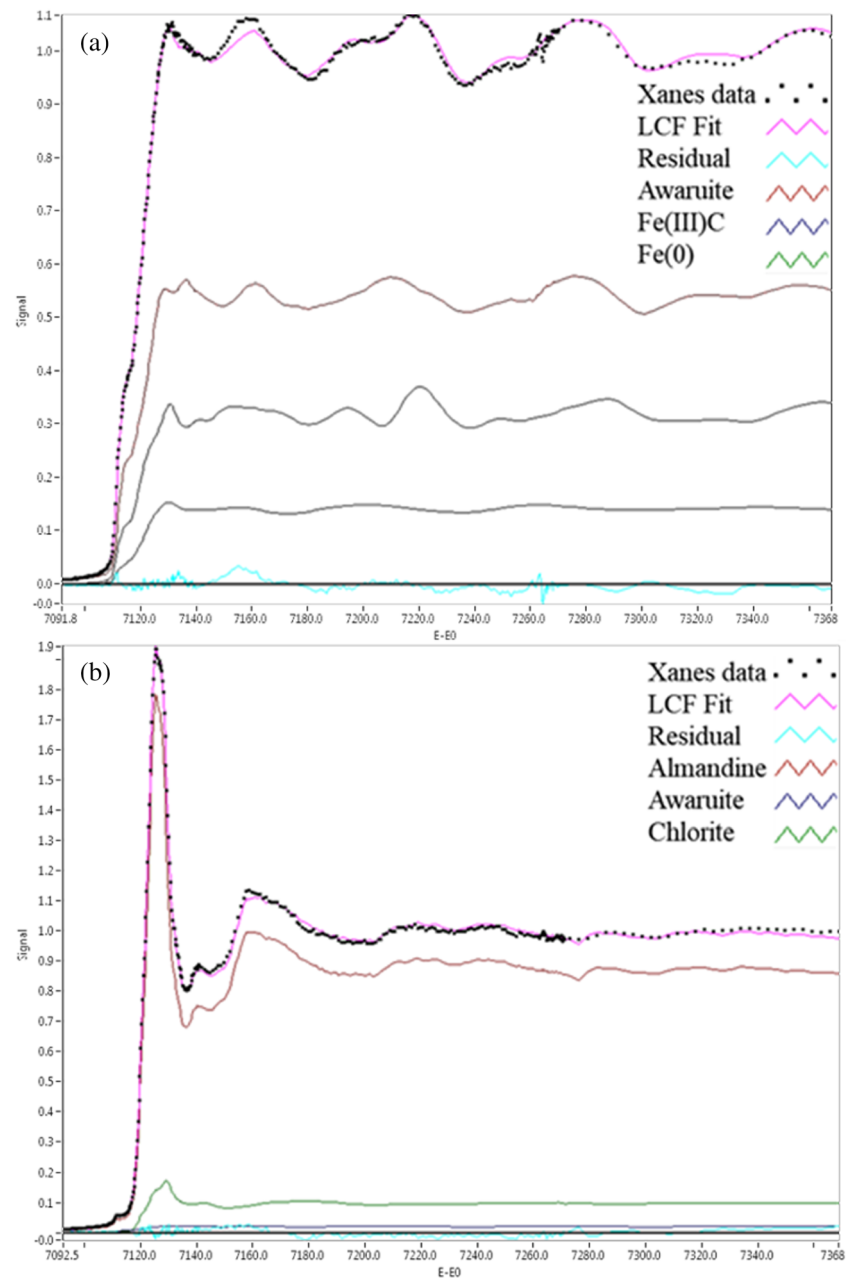 (a)
1.1
1.0
0.9
0.8
0.7
0.6
0.5
0.4
0.3
0.2
0.1
0.0
-0.0
Signal
Xanes data
LCF Fit
Residual
Awaruite
Fe(III)C
Fe(0)
7091.8 7120.0 7140.0 7160.0 7180.0 7200.0 7220.0 7240.0 7260.0 7280.0 7300.0 7320.0 7340.0 7368
E-E0
(b)
1.9
1.8
1.7
1.6
1.5
1.4
1.3
1.2
1.1
1.0
0.9
0.8
0.7
0.6
0.5
0.4
0.3
0.2
0.1
-0.0
Signal
Xanes data
LCF Fit
Residual
Almandine
Awaruite
Chlorite
7092.5 7120.0 7140.0 7160.0 7180.0 7200.0 7220.0 7240.0 7260.0 7280.0 7300.0 7320.0 7340.0 7368
E-E0